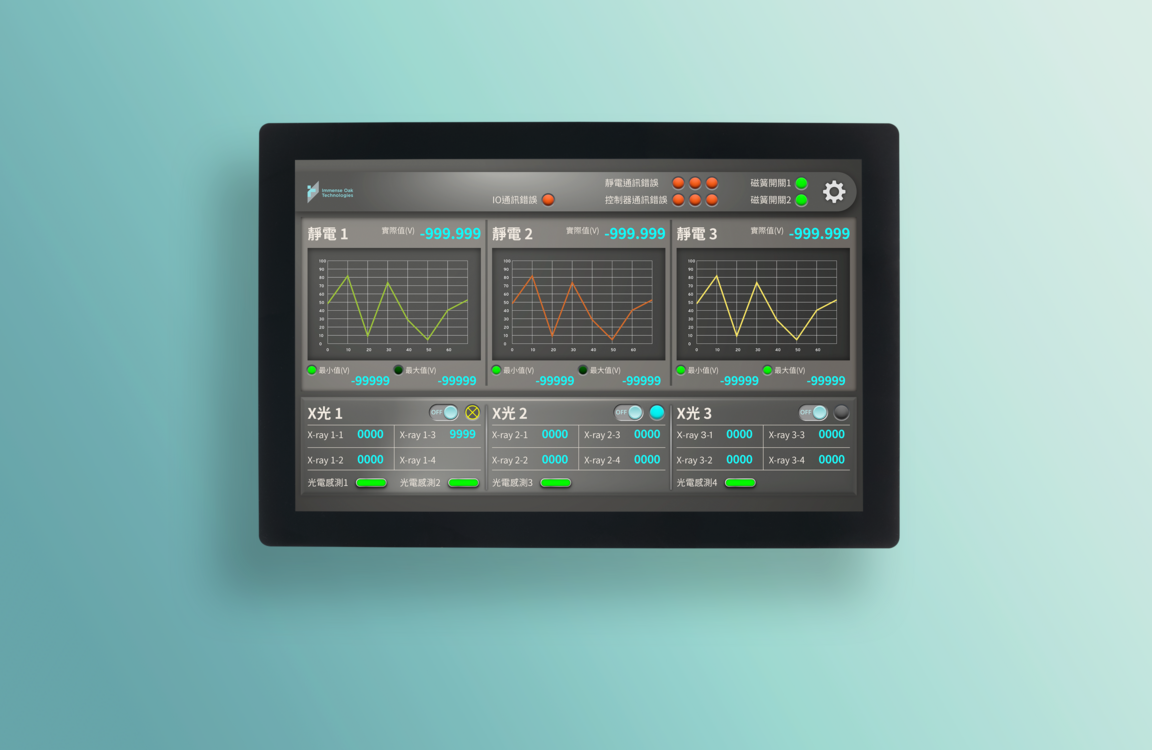 Immense Oak
Technologies
IO通訊錯誤
靜電通訊錯誤
控制器通訊錯誤
磁簧開關1
磁簧開關2
靜電 1
實際值(V)
-999.999
100
90
80
70
60
50
40
30
20
10
0
0 10 20 30 40 50 60
最小值(V)
-99999
最大值(V)
-99999
靜電 2
實際值(V)
-999.999
100
90
80
70
60
50
40
30
20
10
0
0 10 20 30 40 50 60
最小值(V)
-99999
最大值(V)
-99999
靜電 3
實際值(V)
-999.999
100
90
80
70
60
50
40
30
20
10
0
0 10 20 30 40 50 60
最小值(V)
-99999
最大值(V)
-99999
X光 1
OFF
X-ray 1-1 0000
X-ray 1-3 9999
X-ray 1-2 0000
X-ray 1-4
光電感測1
光電感測2
X光 2
OFF
X-ray 2-1 0000
X-ray 2-3 0000
X-ray 2-2 0000
X-ray 2-4 0000
光電感測3
X光 3
OFF
X-ray 3-1 0000
X-ray 3-3 0000
X-ray 3-2 0000
X-ray 3-4 0000
光電感測4